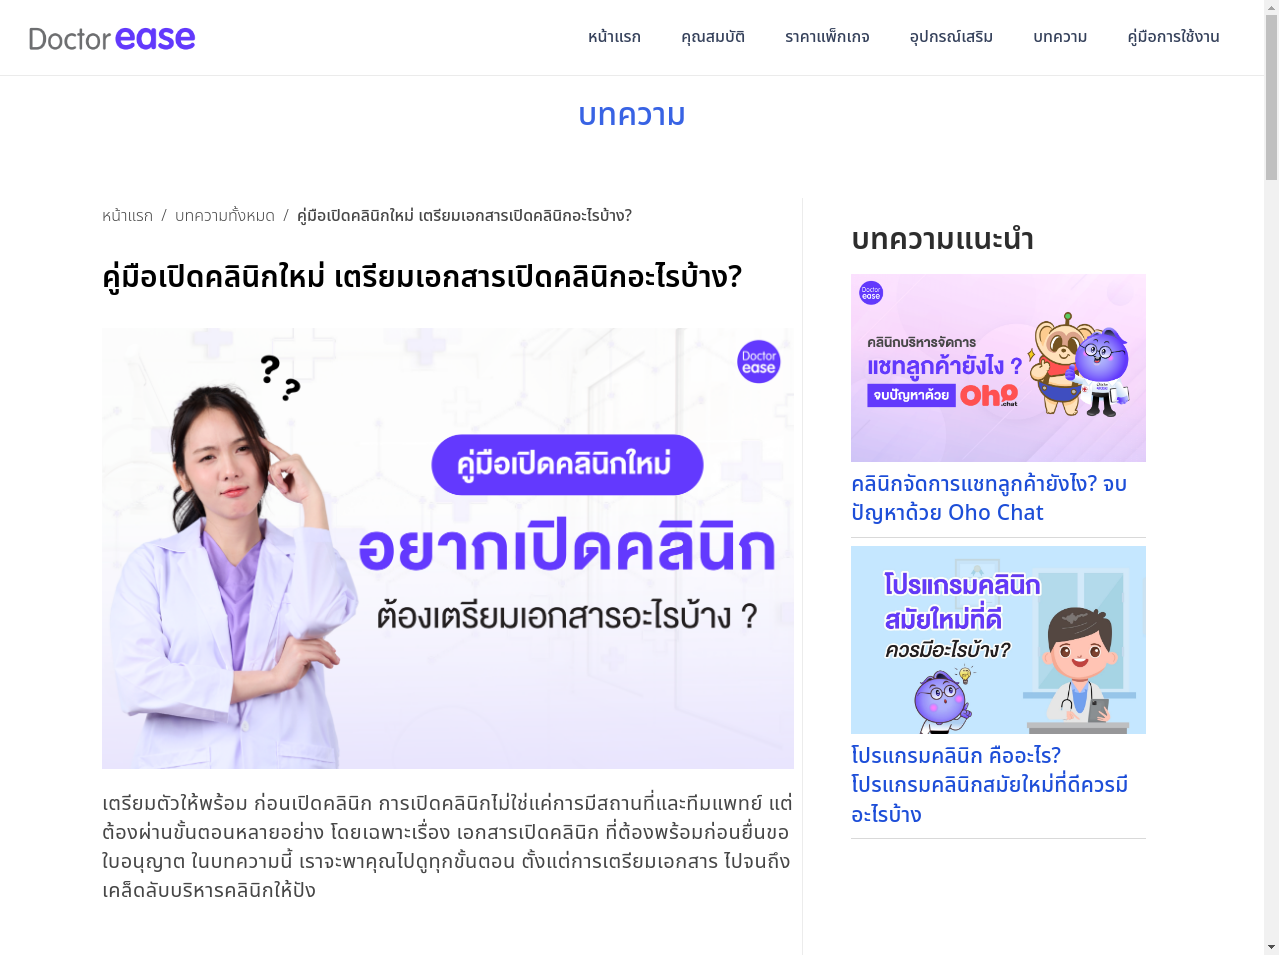 Doctor ease
หน้าแรก
คุณสมบัติ
ราคาแพ็กเกจ
อุปกรณ์เสริม
บทความ
คู่มือการใช้งาน
บทความ
หน้าแรก / บทความทั้งหมด / คู่มือเปิดคลินิกใหม่ เตรียมเอกสารเปิดคลินิกอะไรบ้าง?
คู่มือเปิดคลินิกใหม่ เตรียมเอกสารเปิดคลินิกอะไรบ้าง?
? ?
Doctor
ease
คู่มือเปิดคลินิกใหม่
อยากเปิดคลินิก
ต้องเตรียมเอกสารอะไรบ้าง ?
เตรียมตัวให้พร้อม ก่อนเปิดคลินิก การเปิดคลินิกไม่ใช่แค่การมีสถานที่และทีมแพทย์ แต่
ต้องผ่านขั้นตอนหลายอย่าง โดยเฉพาะเรื่อง เอกสารเปิดคลินิก ที่ต้องพร้อมก่อนยื่นขอ
ใบอนุญาต ในบทความนี้ เราจะพาคุณไปดูทุกขั้นตอน ตั้งแต่การเตรียมเอกสาร ไปจนถึง
เคล็ดลับบริหารคลินิกให้ปัง
บทความแนะนำ
Doctor
ease
คลินิกบริหารจัดการ
แชทลูกค้ายังไง ?
จบปัญหาด้วย Oho
.chat
คลินิกจัดการแชทลูกค้ายังไง? จบ
ปัญหาด้วย Oho Chat
โปรแกรมคลินิก
สมัยใหม่ที่ดี
ควรมีอะไรบ้าง?
โปรแกรมคลินิก คืออะไร?
โปรแกรมคลินิกสมัยใหม่ที่ดีควรมี
อะไรบ้าง